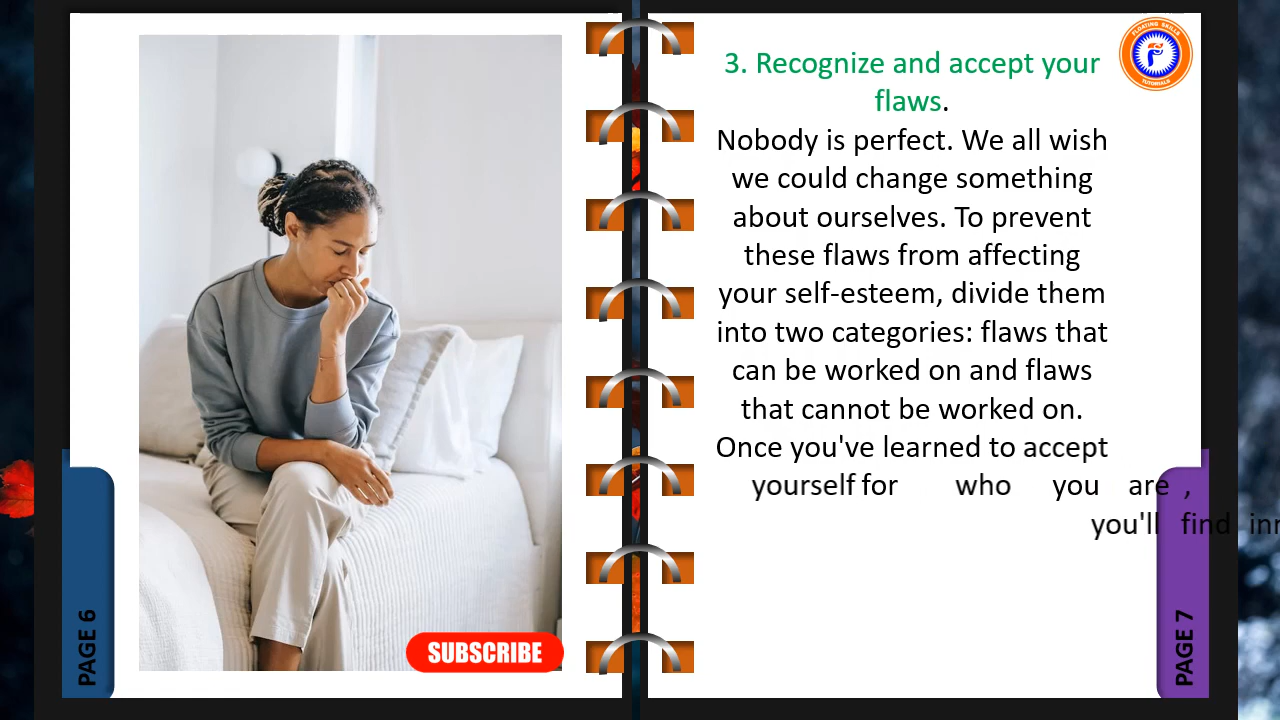 3. Recognize and accept your
flaws.
Nobody is perfect. We all wish
we could change something
about ourselves. To prevent
these flaws from affecting
your self-esteem, divide them
into two categories: flaws that
can be worked on and flaws
that cannot be worked on.
Once you've learned to accept
yourself for who you are ,
you'll find
FLOATING SKILLS
TUTORIALS
SUBSCRIBE
PAGE 6
PAGE 7